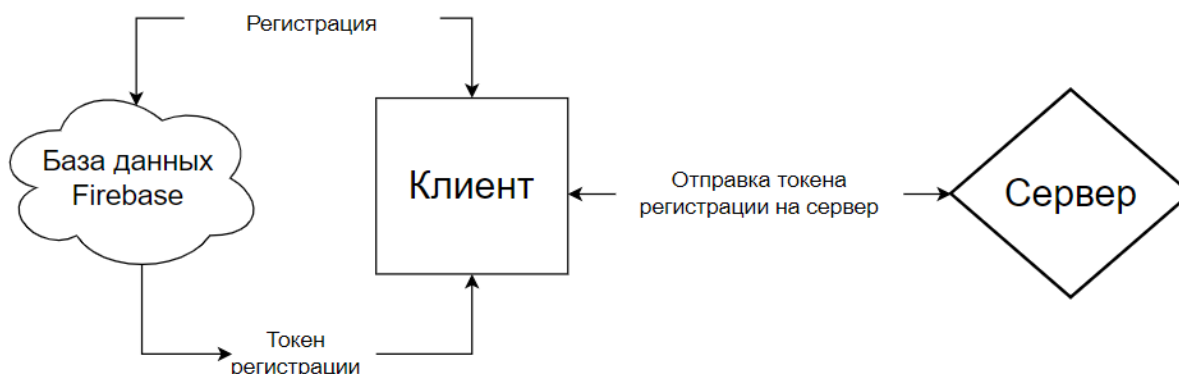 Регистрация
База данных
Firebase
Клиент
Отправка токена
регистрации на сервер
Сервер
Токен
регистрации